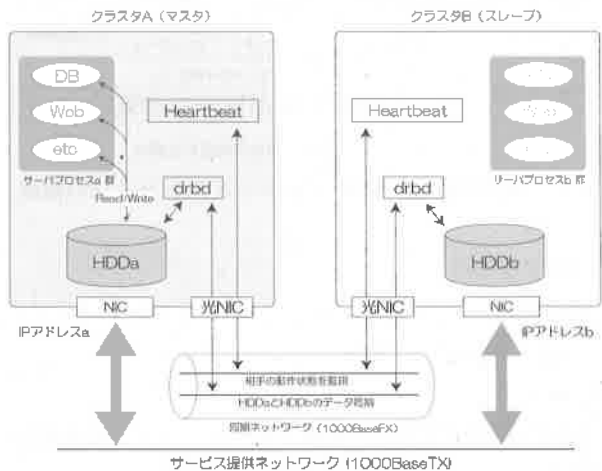 クラスタA（マスタ）
クラスタB（スレーブ）
DB
Wob
etc
サーバプロセスa 群
Read/Write
Heartbeat
drbd
HDDa
NIC
光NIC
IPアドレスa
Heartbeat
drbd
サーバプロセスb 群
HDDb
光NIC
NIC
IPアドレスb
相手の動作状態を監視
HDDaとHDDbのデータ同期
同期ネットワーク（1000BaseFX）
サービス提供ネットワーク（1000BaseTX）